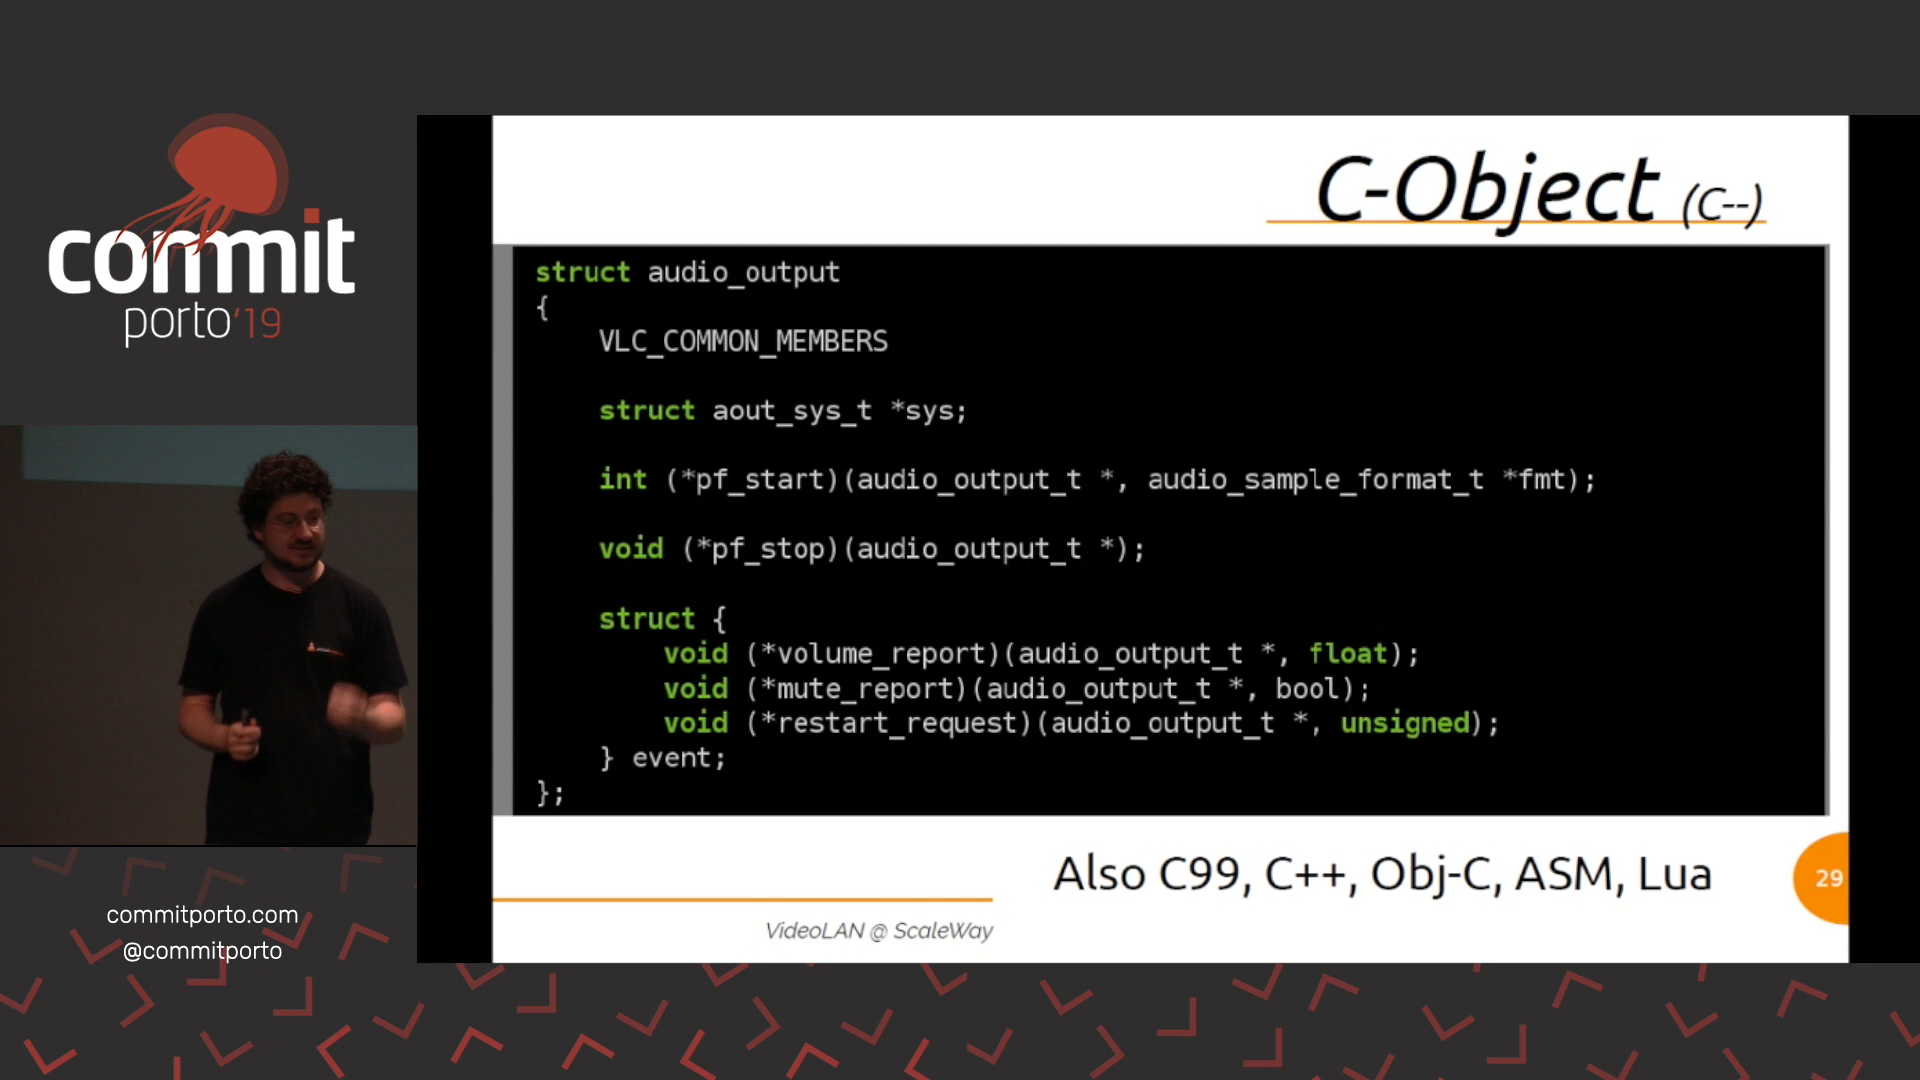 commit
porto'19
C-Object (C--)
struct audio_output
{
    VLC_COMMON_MEMBERS
    struct aout_sys_t *sys;
    int (*pf_start)(audio_output_t *, audio_sample_format_t *fmt);
    void (*pf_stop)(audio_output_t *);
    struct {
        void (*volume_report)(audio_output_t *, float);
        void (*mute_report)(audio_output_t *, bool);
        void (*restart_request)(audio_output_t *, unsigned);
    } event;
};
Also C99, C++, Obj-C, ASM, Lua
29
VideoLAN @ ScaleWay
commitporto.com
@commitporto